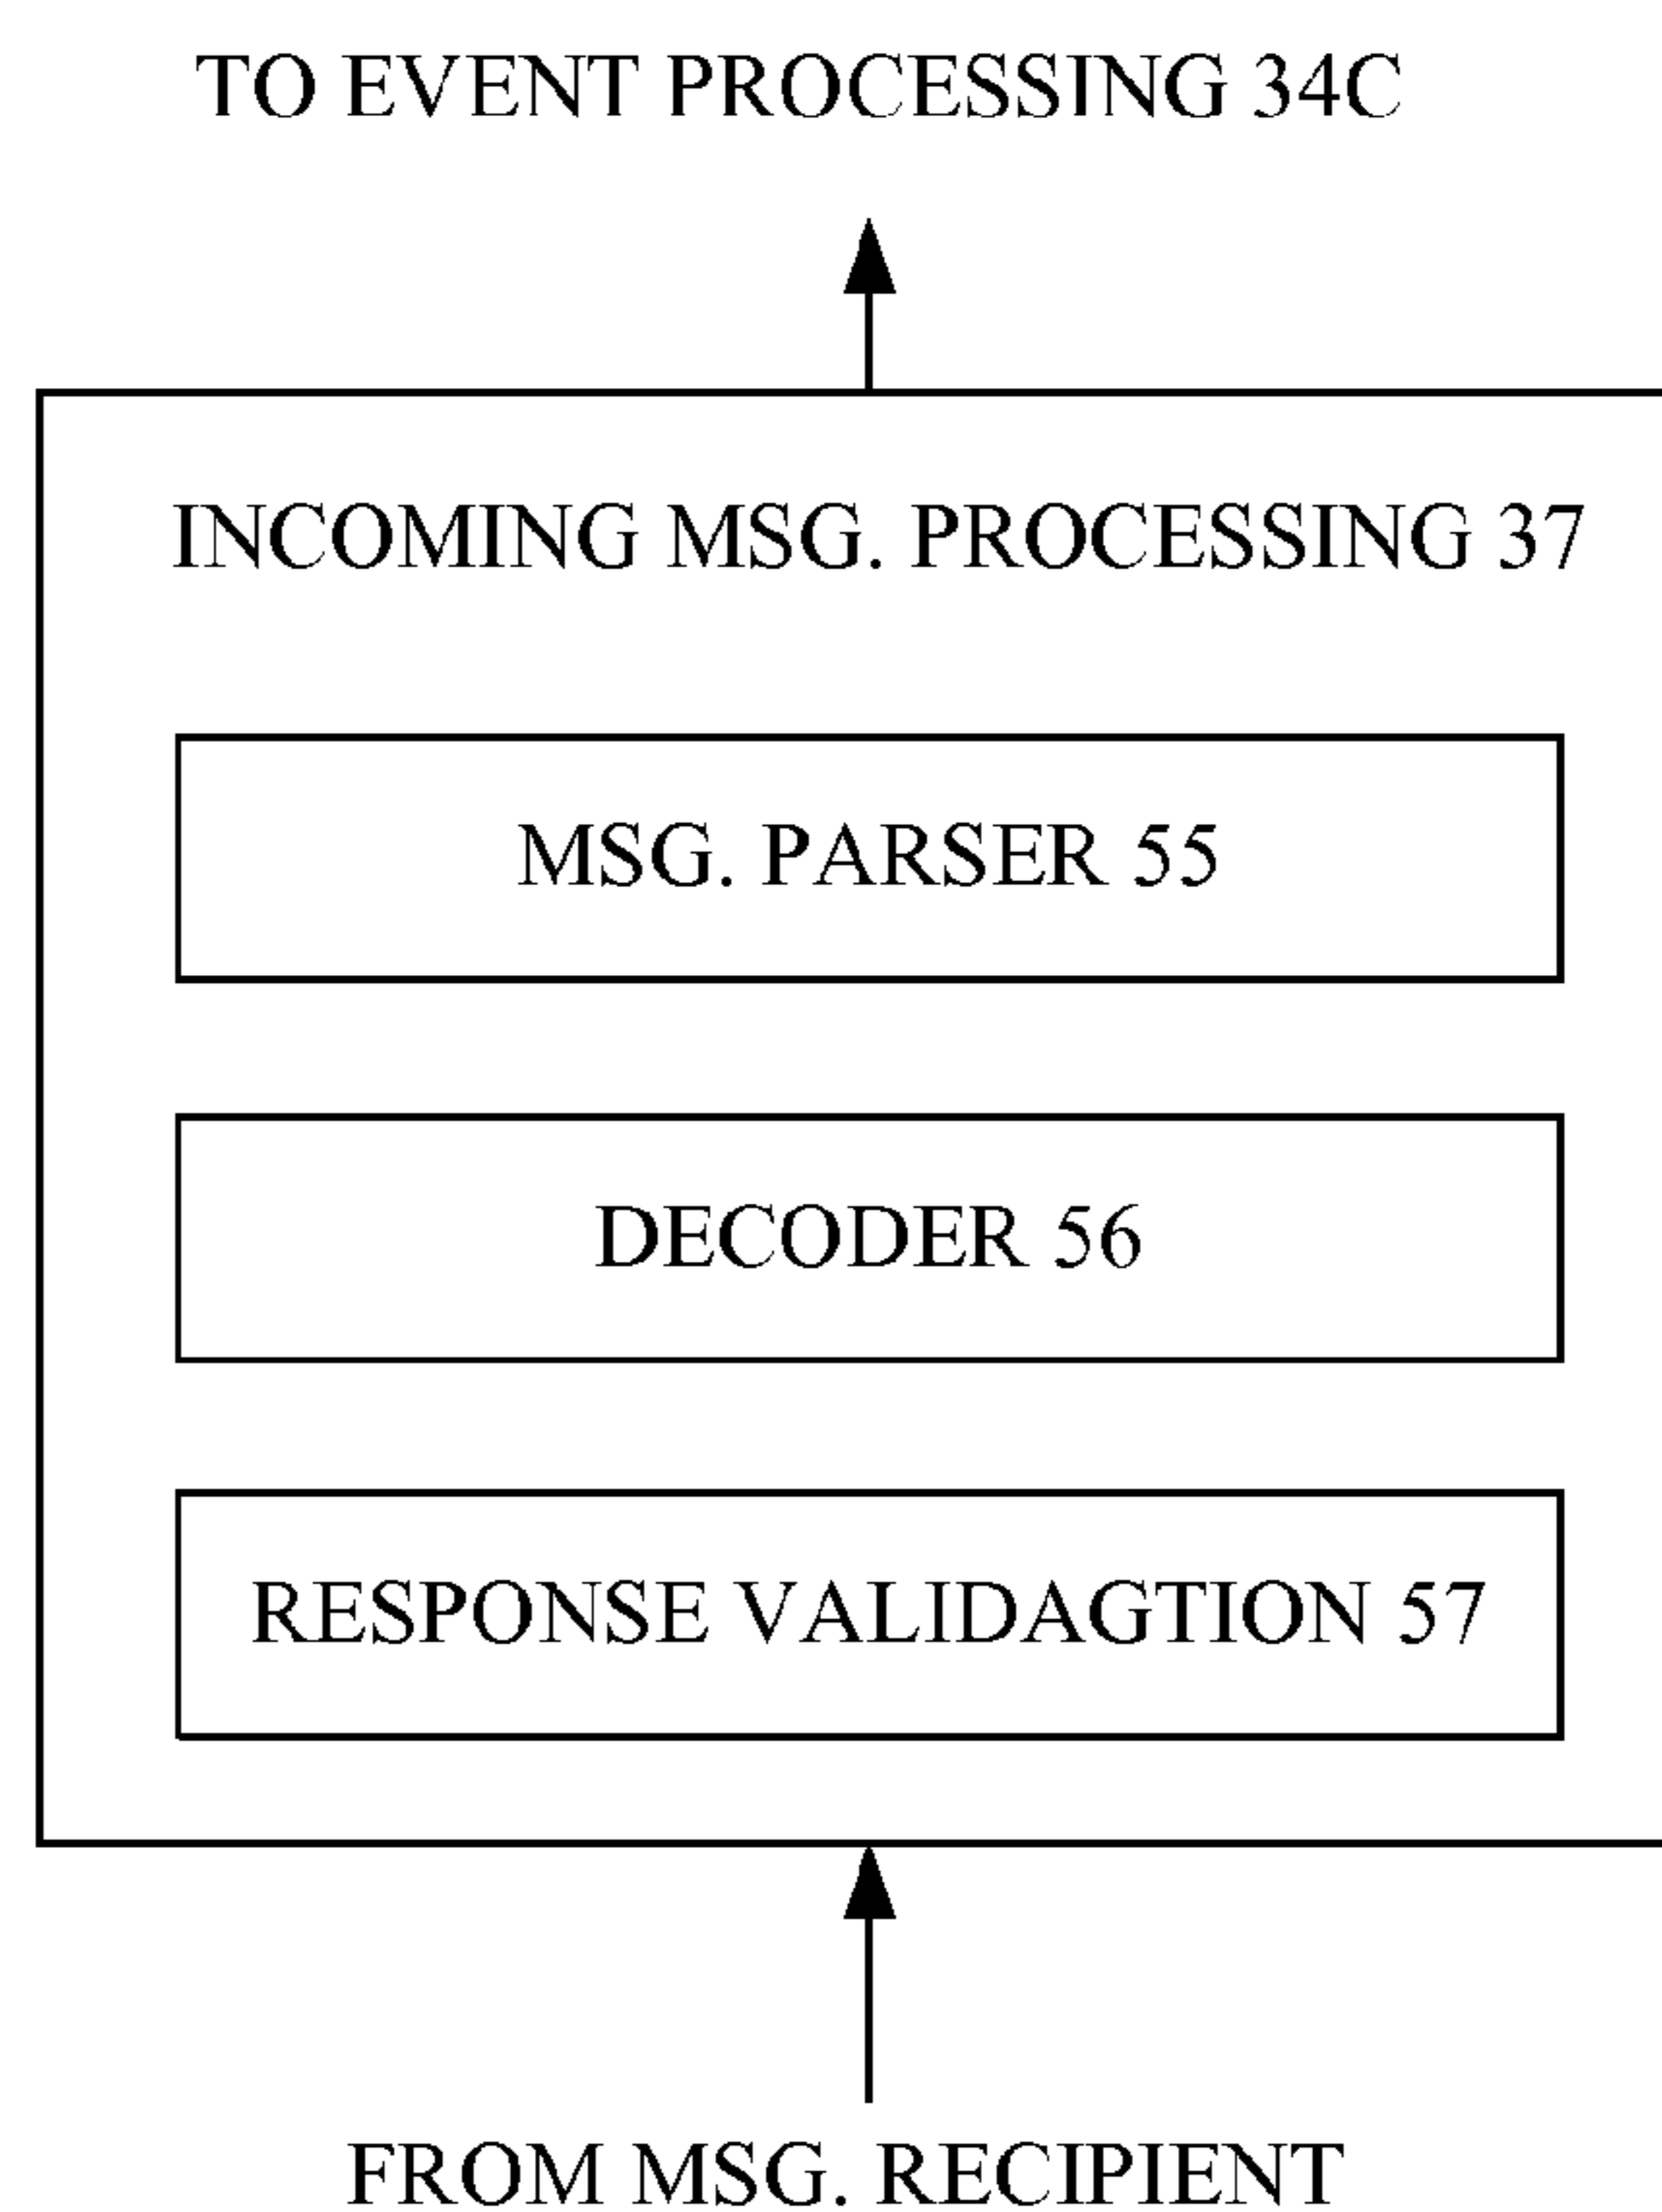 TO EVENT PROCESSING 34C
INCOMING MSG. PROCESSING 37
MSG. PARSER 55
DECODER 56
RESPONSE VALIDAGTION 57
FROM MSG. RECIPIENT